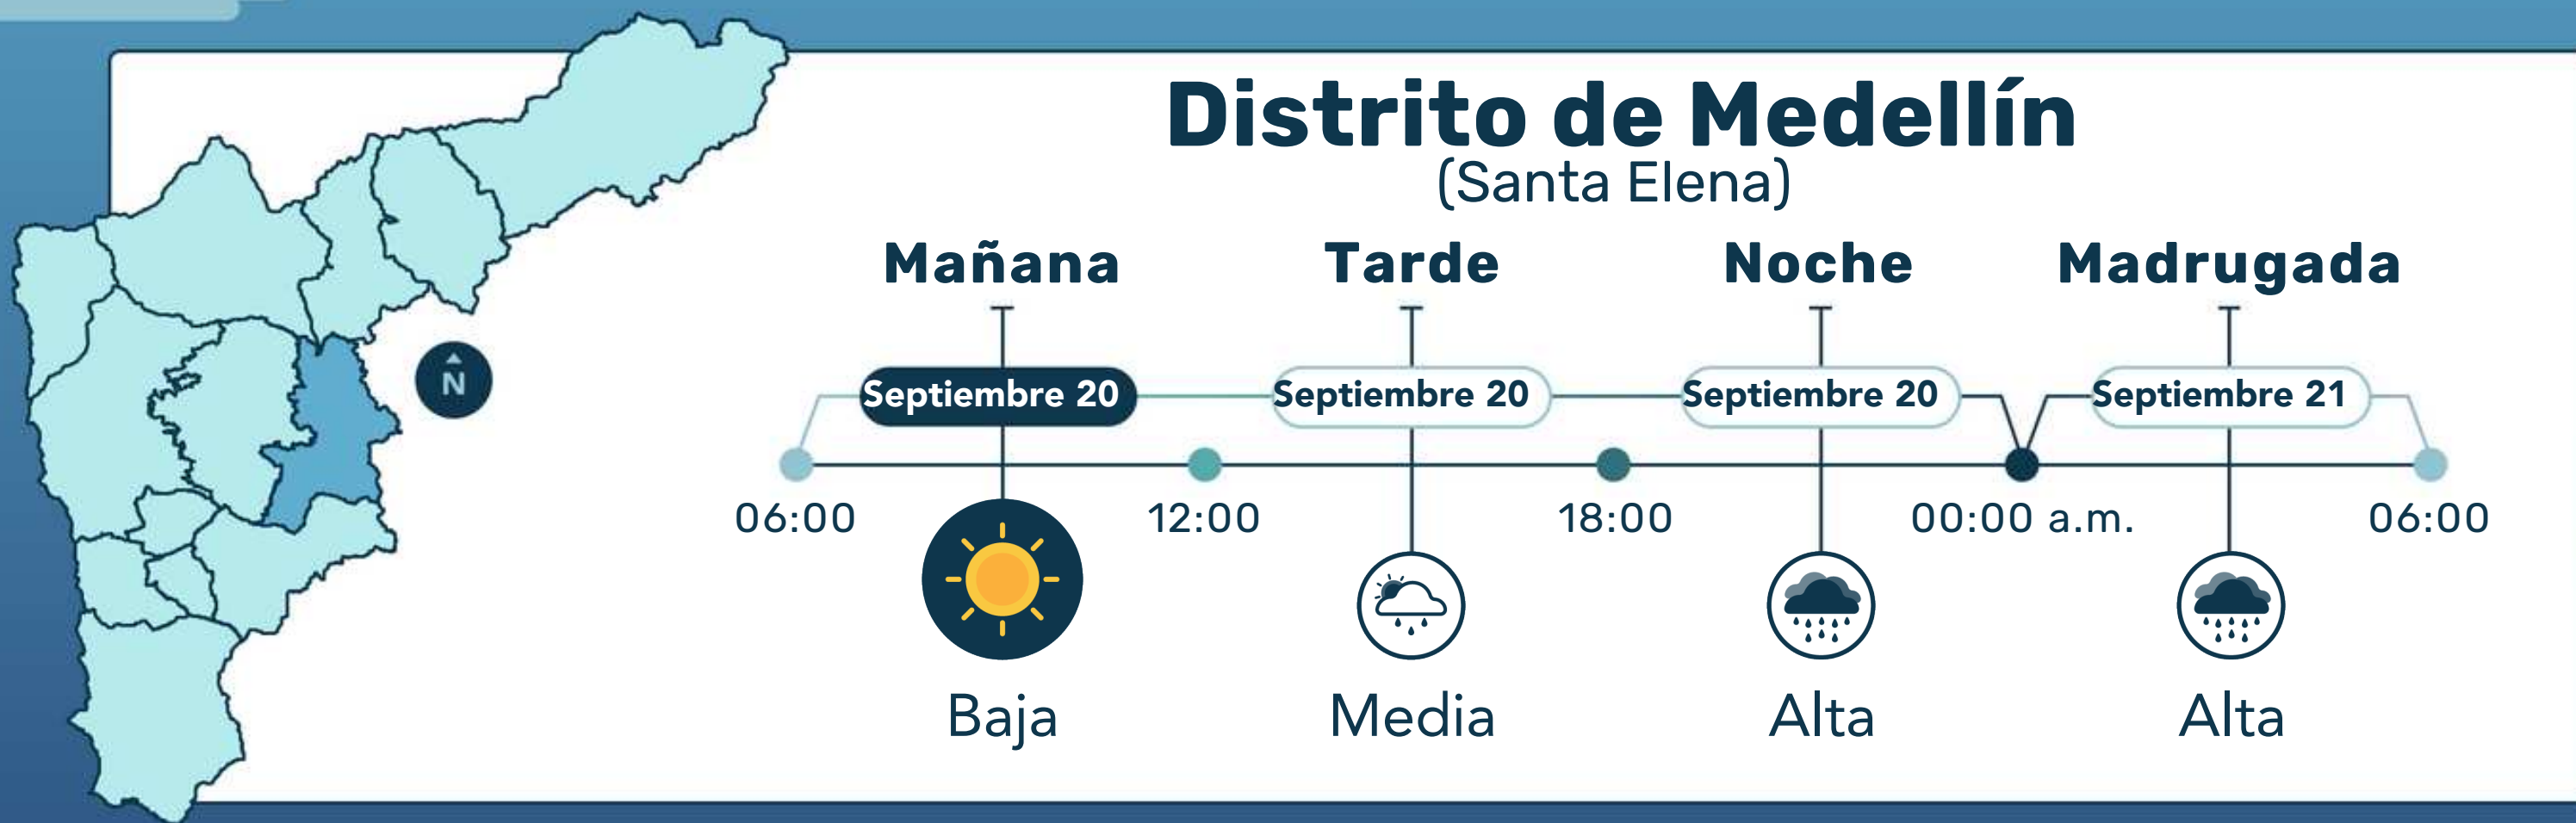 Distrito de Medellín
(Santa Elena)
Mañana Tarde Noche Madrugada
N
Septiembre 20 Septiembre 20 Septiembre 20 Septiembre 21
06:00 12:00 18:00 00:00 a.m. 06:00
Baja Media Alta Alta